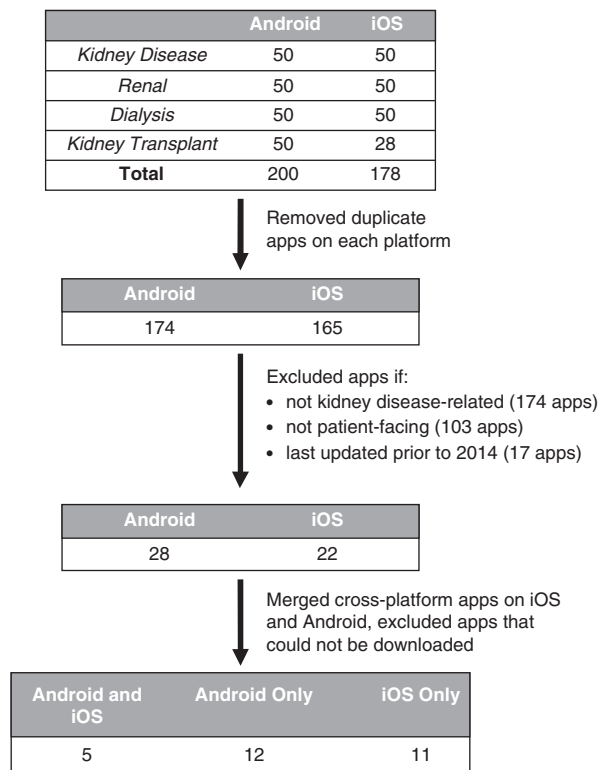 Android iOS
Kidney Disease 50 50
Renal 50 50
Dialysis 50 50
Kidney Transplant 50 28
Total 200 178
Removed duplicate
apps on each platform
Android iOS
174 165
Excluded apps if:
• not kidney disease-related (174 apps)
• not patient-facing (103 apps)
• last updated prior to 2014 (17 apps)
Android iOS
28 22
Merged cross-platform apps on iOS
and Android, excluded apps that
could not be downloaded
Android and Android Only iOS Only
iOS
5 12 11